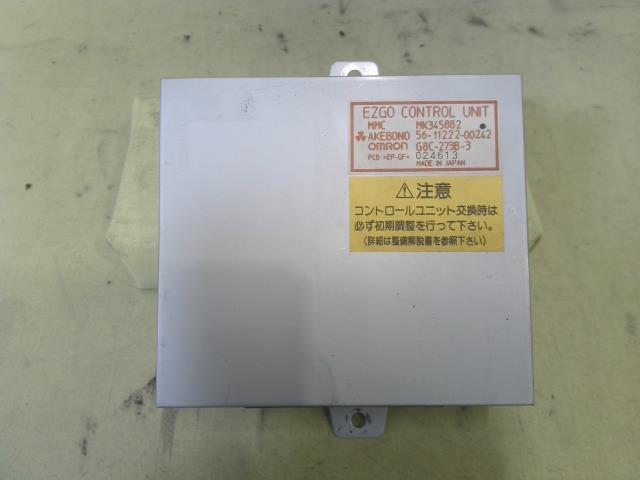 EZGO CONTROL UNIT
MMC MK345882
AKEBONO 56-11222-00242
OMRON G8C-273B-3
PCB >EP-GF< 024613
MADE IN JAPAN
⚠注意
コントロールユニット交換時は
必ず初期調整を行って下さい。
(詳細は整備解説書を参照下さい)